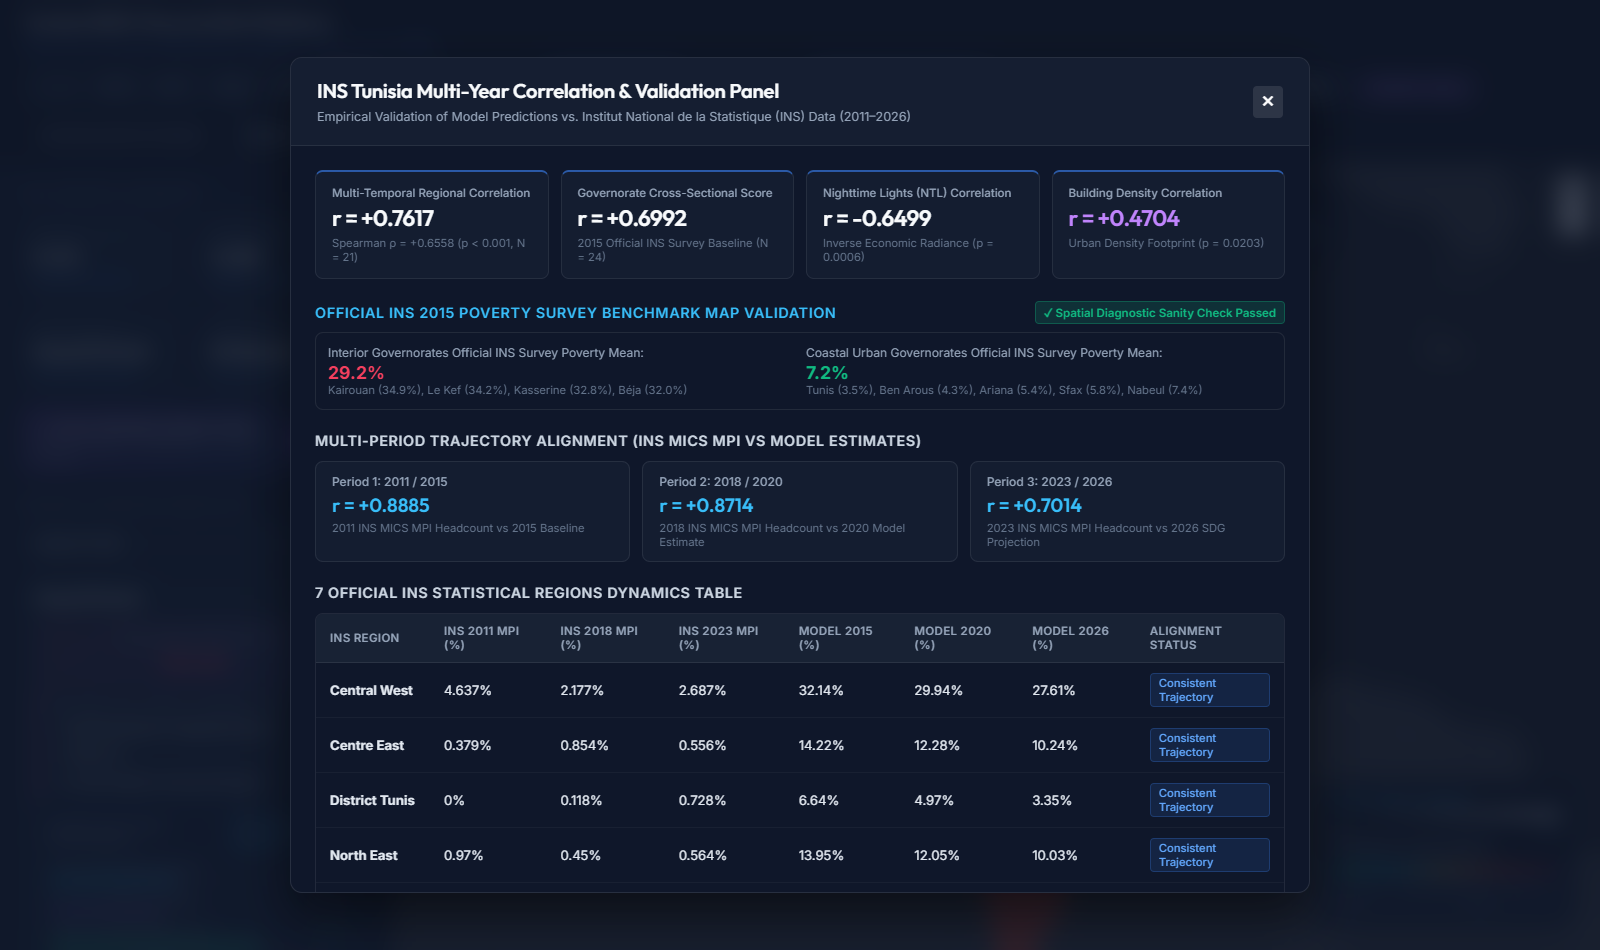 INS Tunisia Multi-Year Correlation & Validation Panel
Empirical Validation of Model Predictions vs. Institut National de la Statistique (INS) Data (2011–2026)
✕
Multi-Temporal Regional Correlation
r = +0.7617
Spearman ρ = +0.6558 (p < 0.001, N
= 21)
Governorate Cross-Sectional Score
r = +0.6992
2015 Official INS Survey Baseline (N
= 24)
Nighttime Lights (NTL) Correlation
r = -0.6499
Inverse Economic Radiance (p =
0.0006)
Building Density Correlation
r = +0.4704
Urban Density Footprint (p = 0.0203)
OFFICIAL INS 2015 POVERTY SURVEY BENCHMARK MAP VALIDATION
✓ Spatial Diagnostic Sanity Check Passed
Interior Governorates Official INS Survey Poverty Mean:
29.2%
Kairouan (34.9%), Le Kef (34.2%), Kasserine (32.8%), Béja (32.0%)
Coastal Urban Governorates Official INS Survey Poverty Mean:
7.2%
Tunis (3.5%), Ben Arous (4.3%), Ariana (5.4%), Sfax (5.8%), Nabeul (7.4%)
MULTI-PERIOD TRAJECTORY ALIGNMENT (INS MICS MPI VS MODEL ESTIMATES)
Period 1: 2011 / 2015
r = +0.8885
2011 INS MICS MPI Headcount vs 2015 Baseline
Period 2: 2018 / 2020
r = +0.8714
2018 INS MICS MPI Headcount vs 2020 Model
Estimate
Period 3: 2023 / 2026
r = +0.7014
2023 INS MICS MPI Headcount vs 2026 SDG
Projection
7 OFFICIAL INS STATISTICAL REGIONS DYNAMICS TABLE
INS REGION INS 2011 MPI (%) INS 2018 MPI (%) INS 2023 MPI (%) MODEL 2015 (%) MODEL 2020 (%) MODEL 2026 (%) ALIGNMENT STATUS
Central West 4.637% 2.177% 2.687% 32.14% 29.94% 27.61% Consistent Trajectory
Centre East 0.379% 0.854% 0.556% 14.22% 12.28% 10.24% Consistent Trajectory
District Tunis 0% 0.118% 0.728% 6.64% 4.97% 3.35% Consistent Trajectory
North East 0.97% 0.45% 0.564% 13.95% 12.05% 10.03% Consistent Trajectory